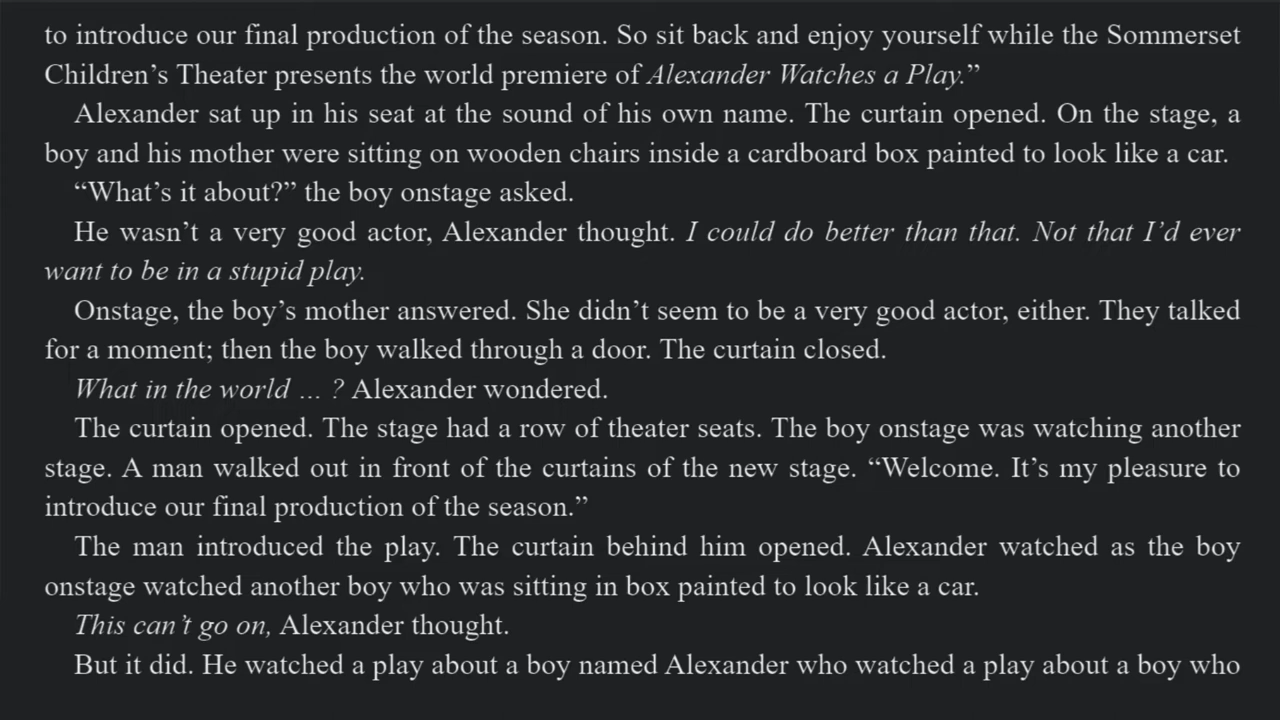 to introduce our final production of the season. So sit back and enjoy yourself while the Sommerset
Children’s Theater presents the world premiere of Alexander Watches a Play.”
Alexander sat up in his seat at the sound of his own name. The curtain opened. On the stage, a
boy and his mother were sitting on wooden chairs inside a cardboard box painted to look like a car.
“What’s it about?” the boy onstage asked.
He wasn’t a very good actor, Alexander thought. I could do better than that. Not that I’d ever
want to be in a stupid play.
Onstage, the boy’s mother answered. She didn’t seem to be a very good actor, either. They talked
for a moment; then the boy walked through a door. The curtain closed.
What in the world … ? Alexander wondered.
The curtain opened. The stage had a row of theater seats. The boy onstage was watching another
stage. A man walked out in front of the curtains of the new stage. “Welcome. It’s my pleasure to
introduce our final production of the season.”
The man introduced the play. The curtain behind him opened. Alexander watched as the boy
onstage watched another boy who was sitting in box painted to look like a car.
This can’t go on, Alexander thought.
But it did. He watched a play about a boy named Alexander who watched a play about a boy who